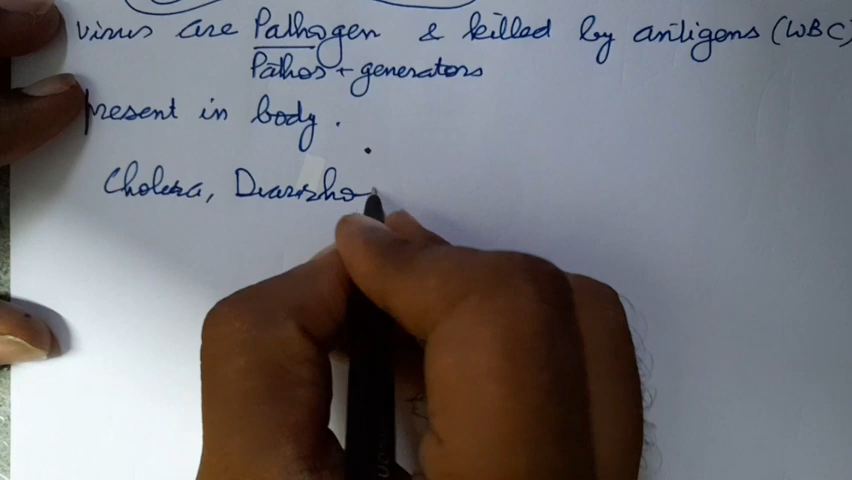 virus are Pathogen & killed by antigens (WBC)
Pathos + generators
present in body.
Cholera, Diarrho